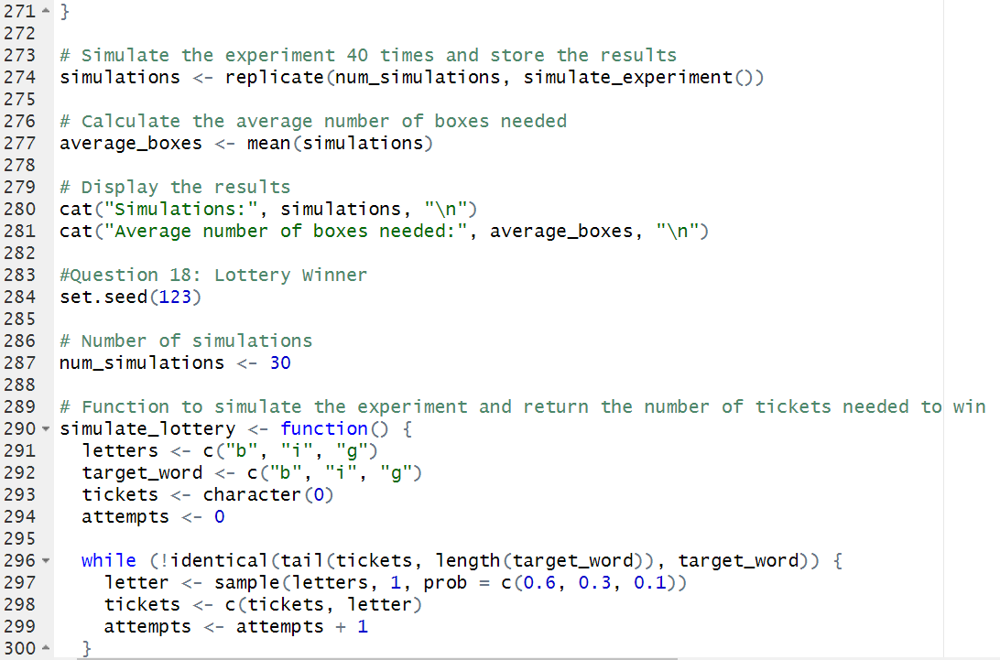 271 }
272
273 # Simulate the experiment 40 times and store the results
274 simulations <- replicate(num_simulations, simulate_experiment())
275
276 # Calculate the average number of boxes needed
277 average_boxes <- mean(simulations)
278
279 # Display the results
280 cat("Simulations:", simulations, "\n")
281 cat("Average number of boxes needed:", average_boxes, "\n")
282
283 #Question 18: Lottery Winner
284 set.seed(123)
285
286 # Number of simulations
287 num_simulations <- 30
288
289 # Function to simulate the experiment and return the number of tickets needed to win
290 simulate_lottery <- function() {
291   letters <- c("b", "i", "g")
292   target_word <- c("b", "i", "g")
293   tickets <- character(0)
294   attempts <- 0
295
296   while (!identical(tail(tickets, length(target_word)), target_word)) {
297     letter <- sample(letters, 1, prob = c(0.6, 0.3, 0.1))
298     tickets <- c(tickets, letter)
299     attempts <- attempts + 1
300   }